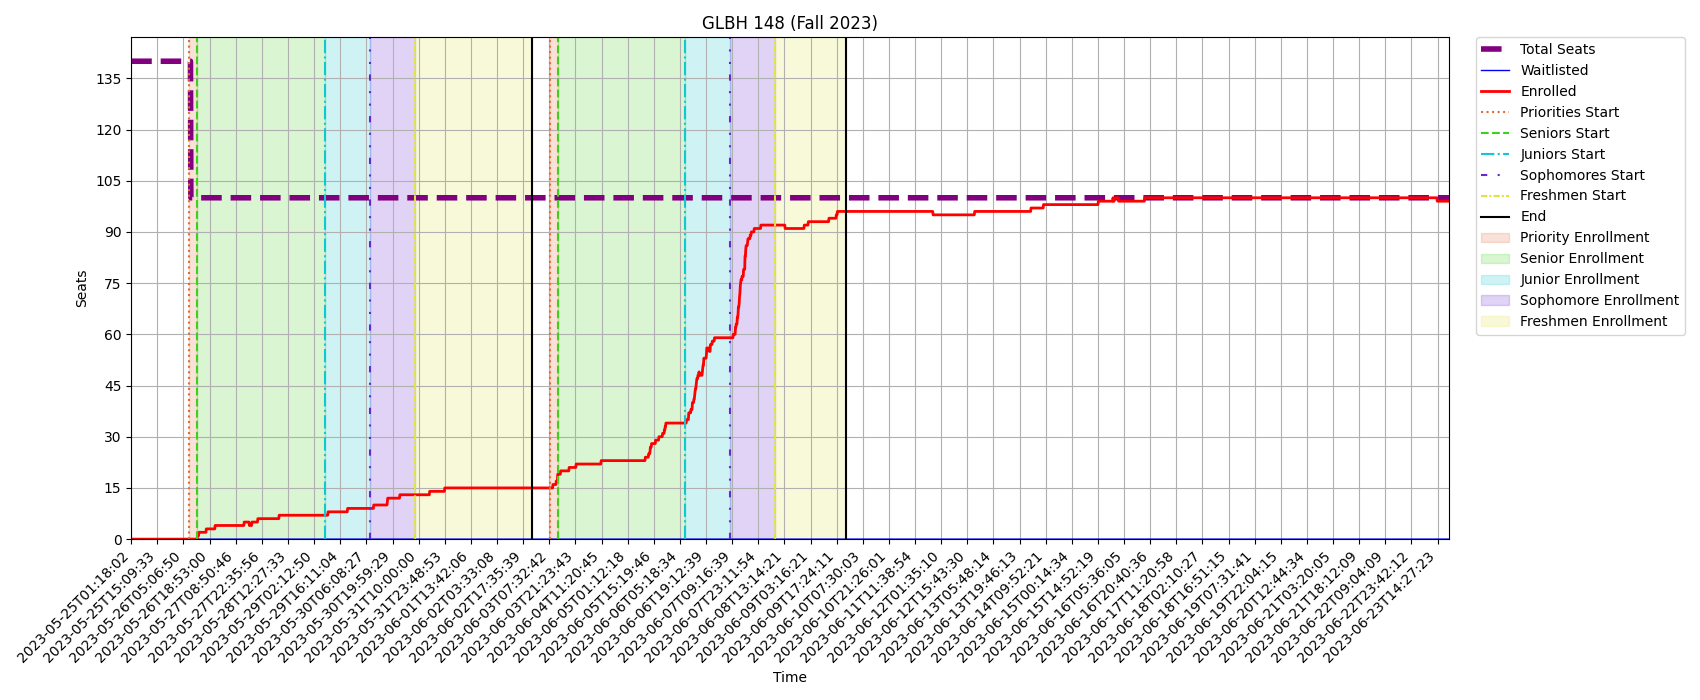 GLBH 148 (Fall 2023)
Seats
135
120
105
90
75
60
45
30
15
0
2023-05-25T01:18:02
2023-05-25T15:09:33
2023-05-26T05:06:50
2023-05-26T18:53:00
2023-05-27T08:50:46
2023-05-27T22:35:56
2023-05-28T12:27:33
2023-05-29T02:12:50
2023-05-29T16:11:04
2023-05-30T06:08:27
2023-05-30T19:59:29
2023-05-31T10:00:00
2023-05-31T23:48:53
2023-06-01T13:42:06
2023-06-02T03:33:08
2023-06-02T17:35:39
2023-06-03T07:32:42
2023-06-03T21:23:43
2023-06-04T11:20:45
2023-06-05T01:12:18
2023-06-05T15:19:46
2023-06-06T05:18:34
2023-06-06T19:12:39
2023-06-07T09:16:39
2023-06-07T23:11:54
2023-06-08T13:14:21
2023-06-09T03:16:21
2023-06-09T17:24:11
2023-06-10T07:30:03
2023-06-10T21:26:01
2023-06-11T11:38:54
2023-06-12T01:35:10
2023-06-12T15:43:30
2023-06-13T05:48:14
2023-06-13T19:46:13
2023-06-14T09:52:21
2023-06-15T00:14:34
2023-06-15T14:52:19
2023-06-16T05:36:05
2023-06-16T20:40:36
2023-06-17T11:20:58
2023-06-18T02:10:27
2023-06-18T16:51:15
2023-06-19T07:31:41
2023-06-19T22:04:15
2023-06-20T12:44:34
2023-06-21T03:20:05
2023-06-21T18:12:09
2023-06-22T09:04:09
2023-06-22T23:42:12
2023-06-23T14:27:23
Time
Total Seats
Waitlisted
Enrolled
Priorities Start
Seniors Start
Juniors Start
Sophomores Start
Freshmen Start
End
Priority Enrollment
Senior Enrollment
Junior Enrollment
Sophomore Enrollment
Freshmen Enrollment